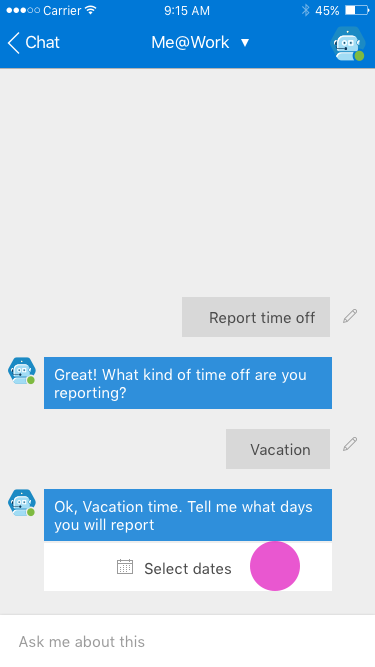 Carrier 9:15 AM 45%
Chat Me@Work ▼
Report time off
Great! What kind of time off are you
reporting?
Vacation
Ok, Vacation time. Tell me what days
you will report
Select dates
Ask me about this